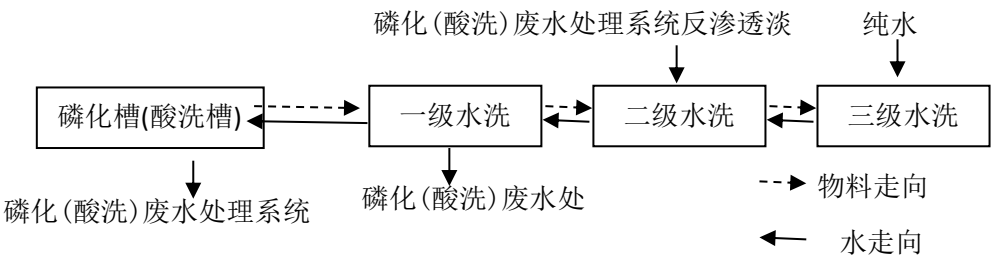 磷化(酸洗)废水处理系统反渗透淡
纯水
磷化槽(酸洗槽)
一级水洗
二级水洗
三级水洗
磷化(酸洗)废水处理系统
磷化(酸洗)废水处
物料走向
水走向